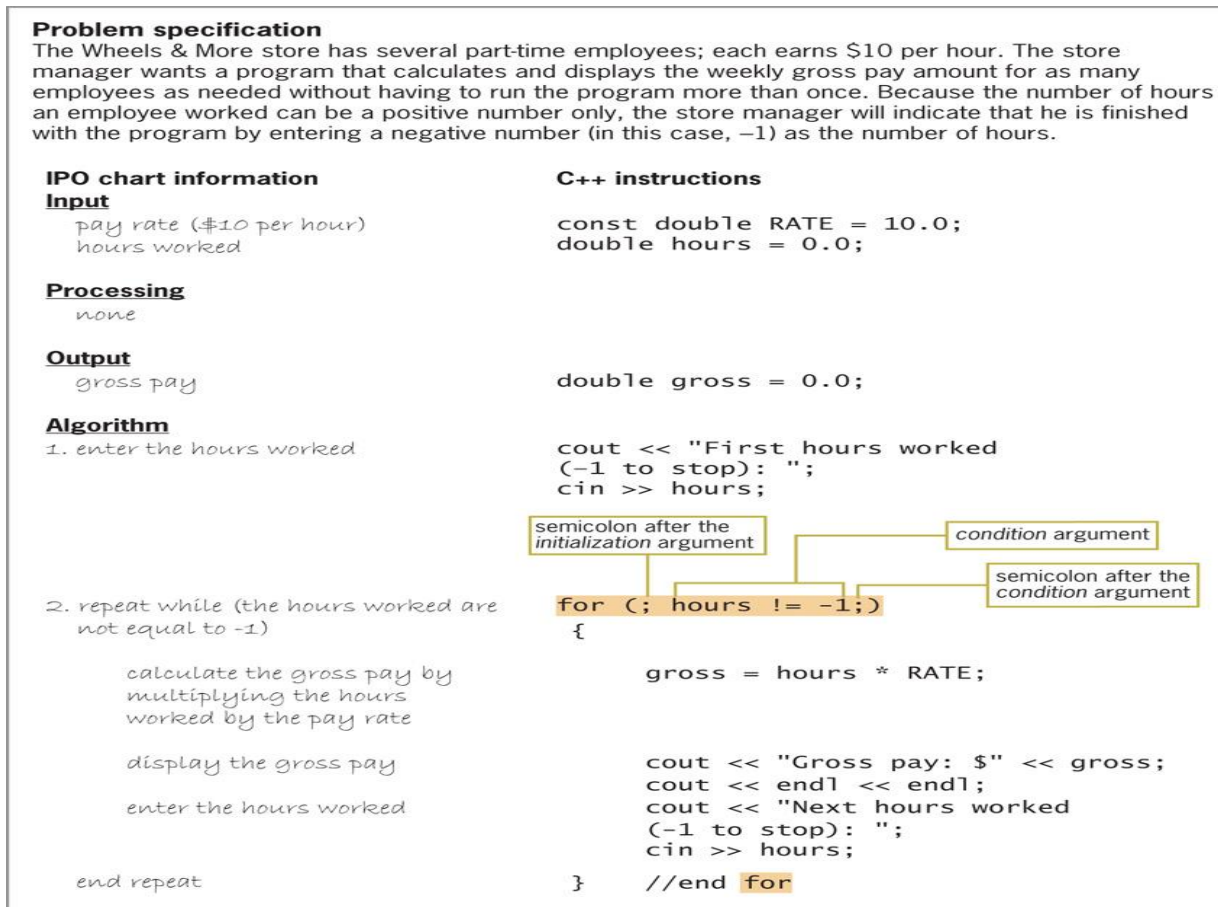 Problem specification
The Wheels & More store has several part-time employees; each earns $10 per hour. The store
manager wants a program that calculates and displays the weekly gross pay amount for as many
employees as needed without having to run the program more than once. Because the number of hours
an employee worked can be a positive number only, the store manager will indicate that he is finished
with the program by entering a negative number (in this case, –1) as the number of hours.
IPO chart information
C++ instructions
Input
pay rate ($10 per hour)
const double RATE = 10.0;
hours worked
double hours = 0.0;
Processing
none
Output
gross pay
double gross = 0.0;
Algorithm
1. enter the hours worked
cout << "First hours worked
(-1 to stop): ";
cin >> hours;
semicolon after the
initialization argument
condition argument
semicolon after the
condition argument
2. repeat while (the hours worked are
not equal to -1)
for (; hours != -1;)
{
calculate the gross pay by
multiplying the hours
worked by the pay rate
gross = hours * RATE;
display the gross pay
cout << "Gross pay: $" << gross;
cout << endl << endl;
enter the hours worked
cout << "Next hours worked
(-1 to stop): ";
cin >> hours;
end repeat
} //end for